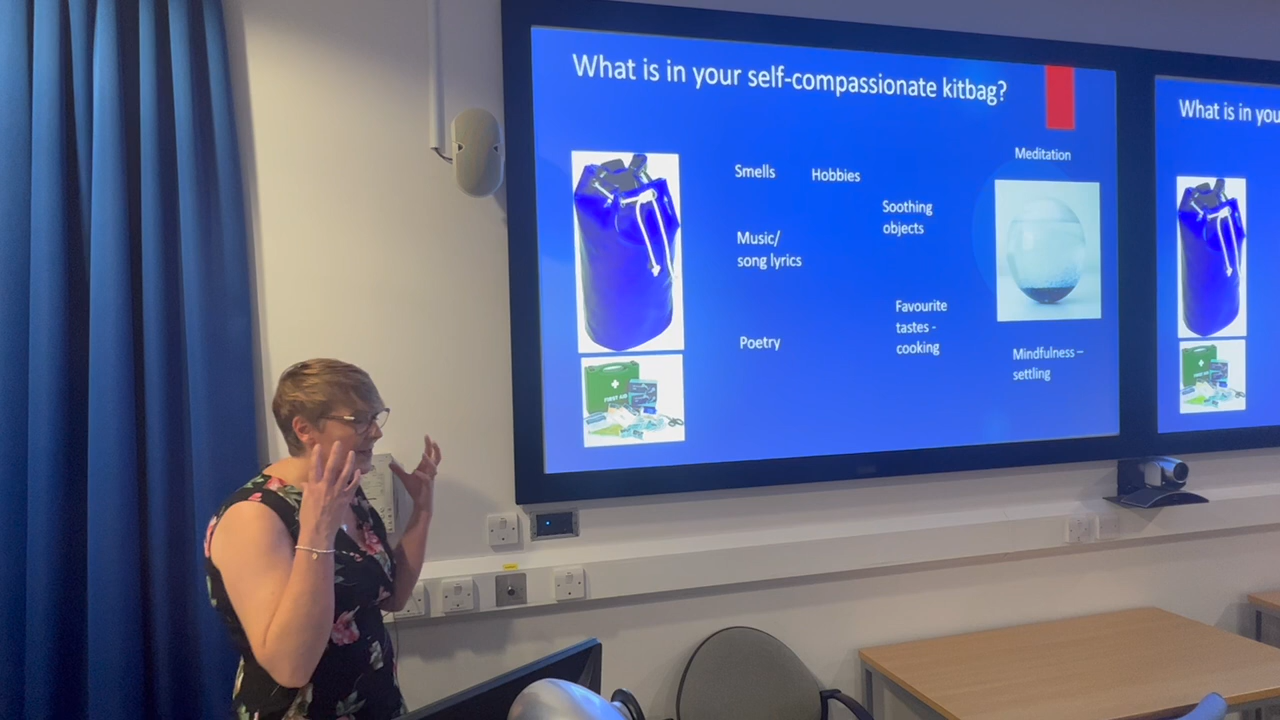 What is in your self-compassionate kitbag?
Smells
Hobbies
Meditation
Soothing
objects
Music/
song lyrics
Favourite
tastes -
cooking
Poetry
Mindfulness –
settling
FIRST AID
What is in you